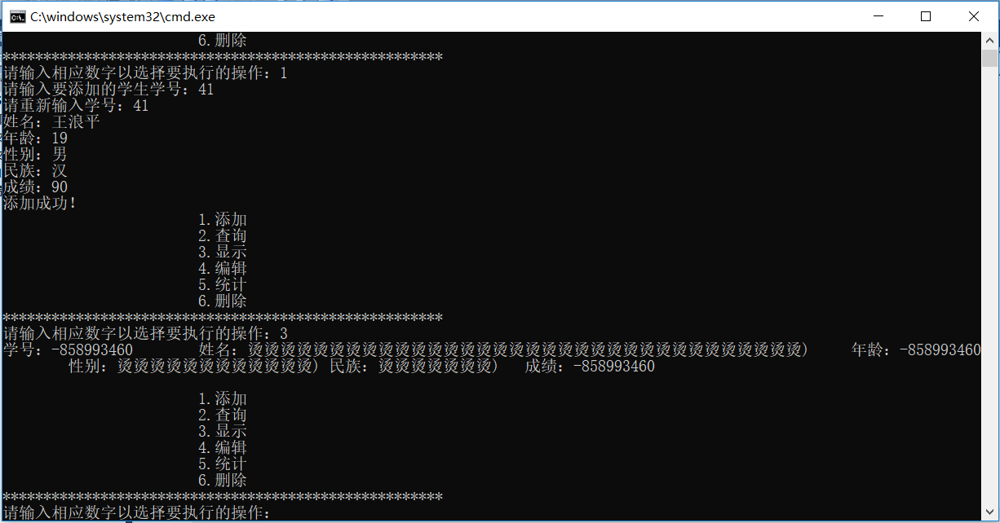 C:\windows\system32\cmd.exe
6.删除
******************************************************
请输入相应数字以选择要执行的操作：1
请输入要添加的学生学号：41
请重新输入学号：41
姓名：王浪平
年龄：19
性别：男
民族：汉
成绩：90
添加成功！
1.添加
2.查询
3.显示
4.编辑
5.统计
6.删除
******************************************************
请输入相应数字以选择要执行的操作：3
学号：-858993460 姓名：烫烫烫烫烫烫烫烫烫烫烫烫烫烫烫烫烫烫烫烫烫烫烫烫烫烫烫烫烫烫烫烫烫烫) 年龄：-858993460
性别：烫烫烫烫烫烫烫烫烫烫烫烫) 民族：烫烫烫烫烫烫烫) 成绩：-858993460
1.添加
2.查询
3.显示
4.编辑
5.统计
6.删除
******************************************************
请输入相应数字以选择要执行的操作：